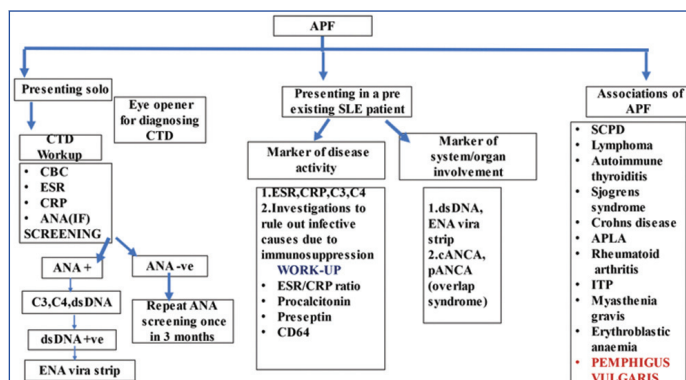 APF
Presenting solo
Eye opener
for diagnosing
CTD
CTD
Workup
• CBC
• ESR
• CRP
• ANA(IF)
SCREENING
ANA +
ANA -ve
C3,C4,dsDNA
Repeat ANA
screening once
in 3 months
dsDNA+ve
ENA vira strip
Presenting in a pre
existing SLE patient
Marker of disease
activity
Marker of
system/organ
involvement
1.ESR,CRP,C3,C4
2.Investigations to
rule out infective
causes due to
immunosuppression
WORK-UP
• ESR/CRP ratio
• Procalcitonin
• Preseptin
• CD64
1.dsDNA,
ENA vira
strip
2.cANCA,
pANCA
(overlap
syndrome)
Associations of
APF
• SCPD
• Lymphoma
• Autoimmune
thyroiditis
• Sjogrens
syndrome
• Crohns disease
• APLA
• Rheumatoid
arthritis
• ITP
• Myasthenia
gravis
• Erythroblastic
anaemia
• PEMPHIGUS
VULGARIS